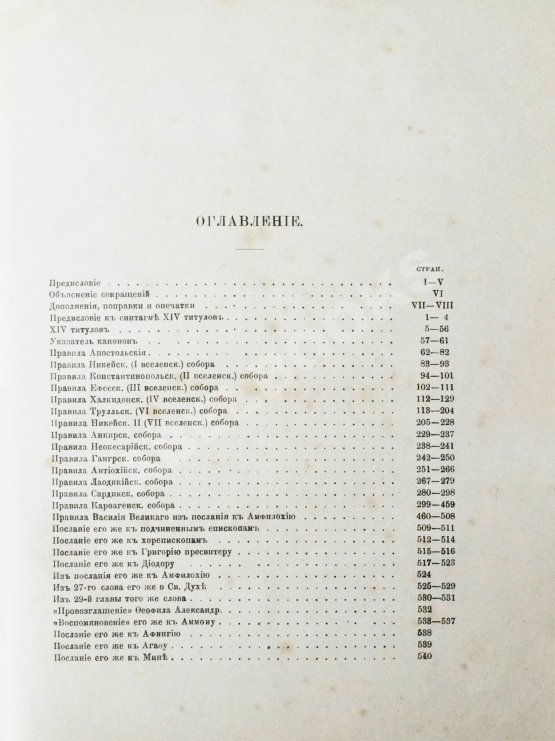 ОГЛАВЛЕНІЕ.
СТРАН.
Предисловіе . . . I—V
Объясненіе сокращеній . . . VI
Дополненія, поправки и опечатки . . . VII—VIII
Предисловіе къ синтагмѣ XIV титуловъ . . . 1— 4
XIV титуловъ . . . 5—56
Указатель каноновъ . . . 57—61
Правила Апостольскія . . . 62—82
Правила Никейск. (I вселенск.) собора . . . 83—93
Правила Константинопольск. (II вселенск.) собора . . . 94—101
Правила Ефесск. (III вселенск.) собора . . . 102—111
Правила Халкидонск. (IV вселенск.) собора . . . 112—129
Правила Трулльск. (VI вселенск.) собора . . . 113—204
Правила Никейск. II (VII вселенск.) собора . . . 205—228
Правила Анкирск. собора . . . 229—237
Правила Неокесарійск. собора . . . 238—241
Правила Гангрск. собора . . . 242—250
Правила Антіохійск. собора . . . 251—266
Правила Лаодикійск. собора . . . 267—279
Правила Сардикск. собора . . . 280—298
Правила Карѳагенск. собора . . . 299—459
Правила Василія Великаго изъ посланія къ Амфилохію . . . 460—508
Посланіе его же къ подчиненнымъ епископамъ . . . 509—511
Посланіе его же къ хорепископамъ . . . 512—514
Посланіе его же къ Григорію пресвитеру . . . 515—516
Посланіе его же къ Діодору . . . 517—523
Изъ посланія его же къ Амфилохію . . . 524
Изъ 27-го слова его же о Св. Духѣ . . . 525—529
Изъ 29-й главы того же слова . . . 530—531
«Провозглашеніе» Ѳеофила Александр. . . . 532
«Воспомяновеніе» его же къ Аммону . . . 533—537
Посланіе его же къ Афингію . . . 538
Посланіе его же къ Агаѳу . . . 539
Посланіе его же къ Минѣ . . . 540